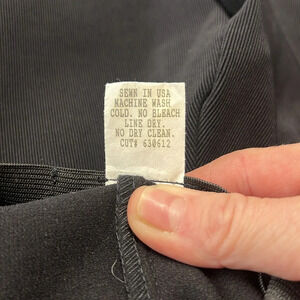 SEWN IN USA
MACHINE WASH
COLD. NO BLEACH
LINE DRY.
NO DRY CLEAN.
CUT# 630612